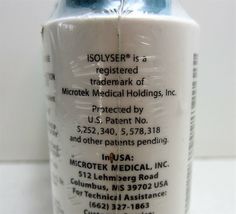 ISOLYSER® is a
registered
trademark of
Microtek Medical Holdings, Inc.
Protected by
U.S. Patent No.
5,252,340, 5,578,318
and other patents pending.
In USA:
MICROTEK MEDICAL, INC.
512 Lehmberg Road
Columbus, MS 39702 USA
For Technical Assistance:
(662) 327-1863